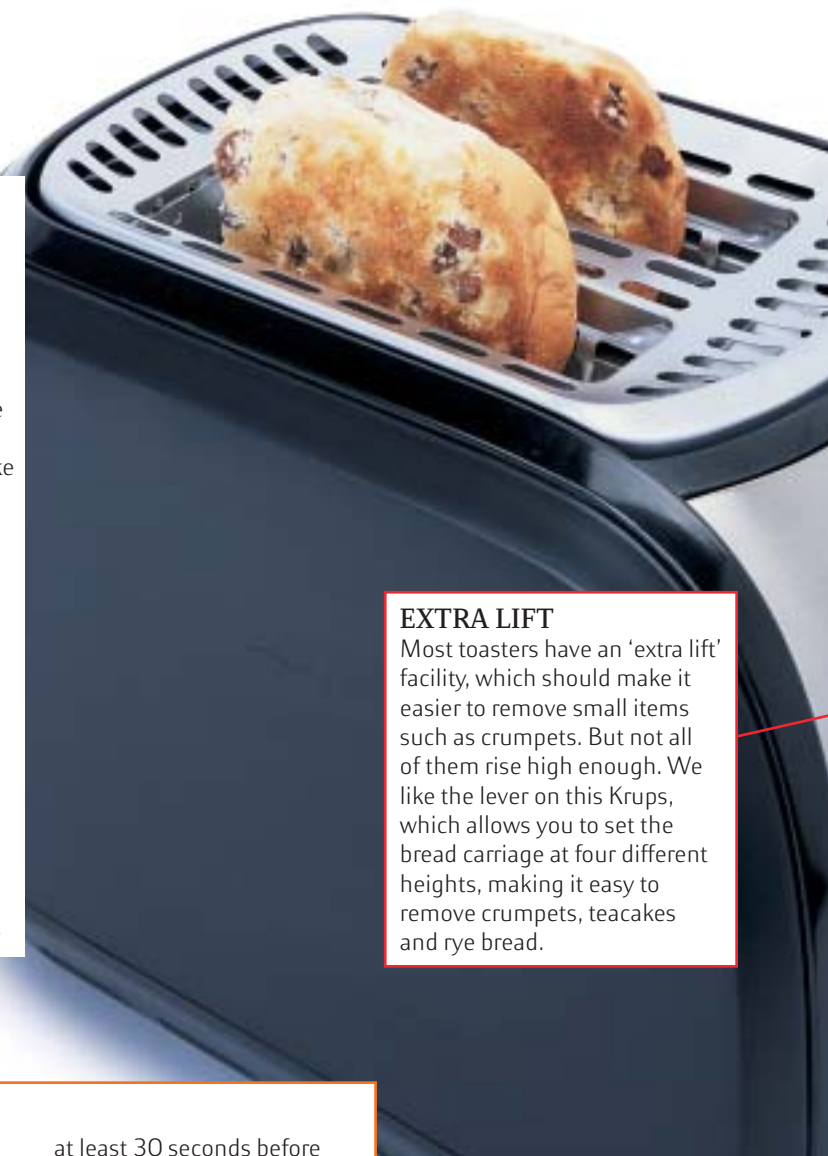 EXTRA LIFT
Most toasters have an ‘extra lift’
facility, which should make it
easier to remove small items
such as crumpets. But not all
of them rise high enough. We
like the lever on this Krups,
which allows you to set the
bread carriage at four different
heights, making it easy to
remove crumpets, teacakes
and rye bread.
at least 30 seconds before